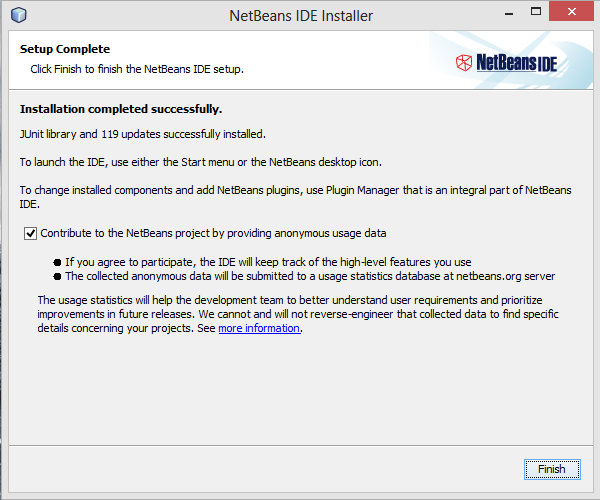 NetBeans IDE Installer
Setup Complete
Click Finish to finish the NetBeans IDE setup.
NetBeans IDE
Installation completed successfully.
JUnit library and 119 updates successfully installed.
To launch the IDE, use either the Start menu or the NetBeans desktop icon.
To change installed components and add NetBeans plugins, use Plugin Manager that is an integral part of NetBeans
IDE.
Contribute to the NetBeans project by providing anonymous usage data
● If you agree to participate, the IDE will keep track of the high-level features you use
● The collected anonymous data will be submitted to a usage statistics database at netbeans.org server
The usage statistics will help the development team to better understand user requirements and prioritize
improvements in future releases. We cannot and will not reverse-engineer that collected data to find specific
details concerning your projects. See more information.
Finish